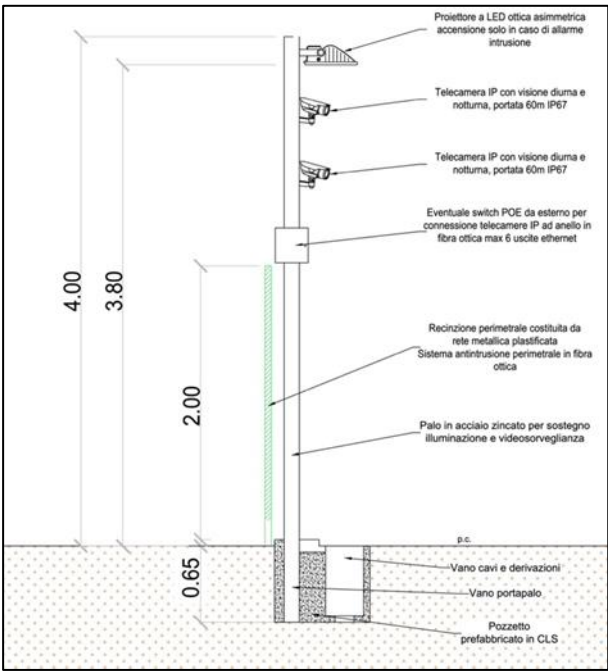 Proiettore a LED ottica asimmetrica
accensione solo in caso di allarme
intrusione
Telecamera IP con visione diurna e
notturna, portata 60m IP67
Telecamera IP con visione diurna e
notturna, portata 60m IP67
Eventuale switch POE da esterno per
connessione telecamere IP ad anello in
fibra ottica max 6 uscite ethernet
4.00
3.80
2.00
Recinzione perimetrale costituita da
rete metallica plastificata
Sistema antintrusione perimetrale in fibra
ottica
Palo in acciaio zincato per sostegno
illuminazione e videosorveglianza
p.c.
0.65
Vano cavi e derivazioni
Vano portapalo
Pozzetto
prefabbricato in CLS